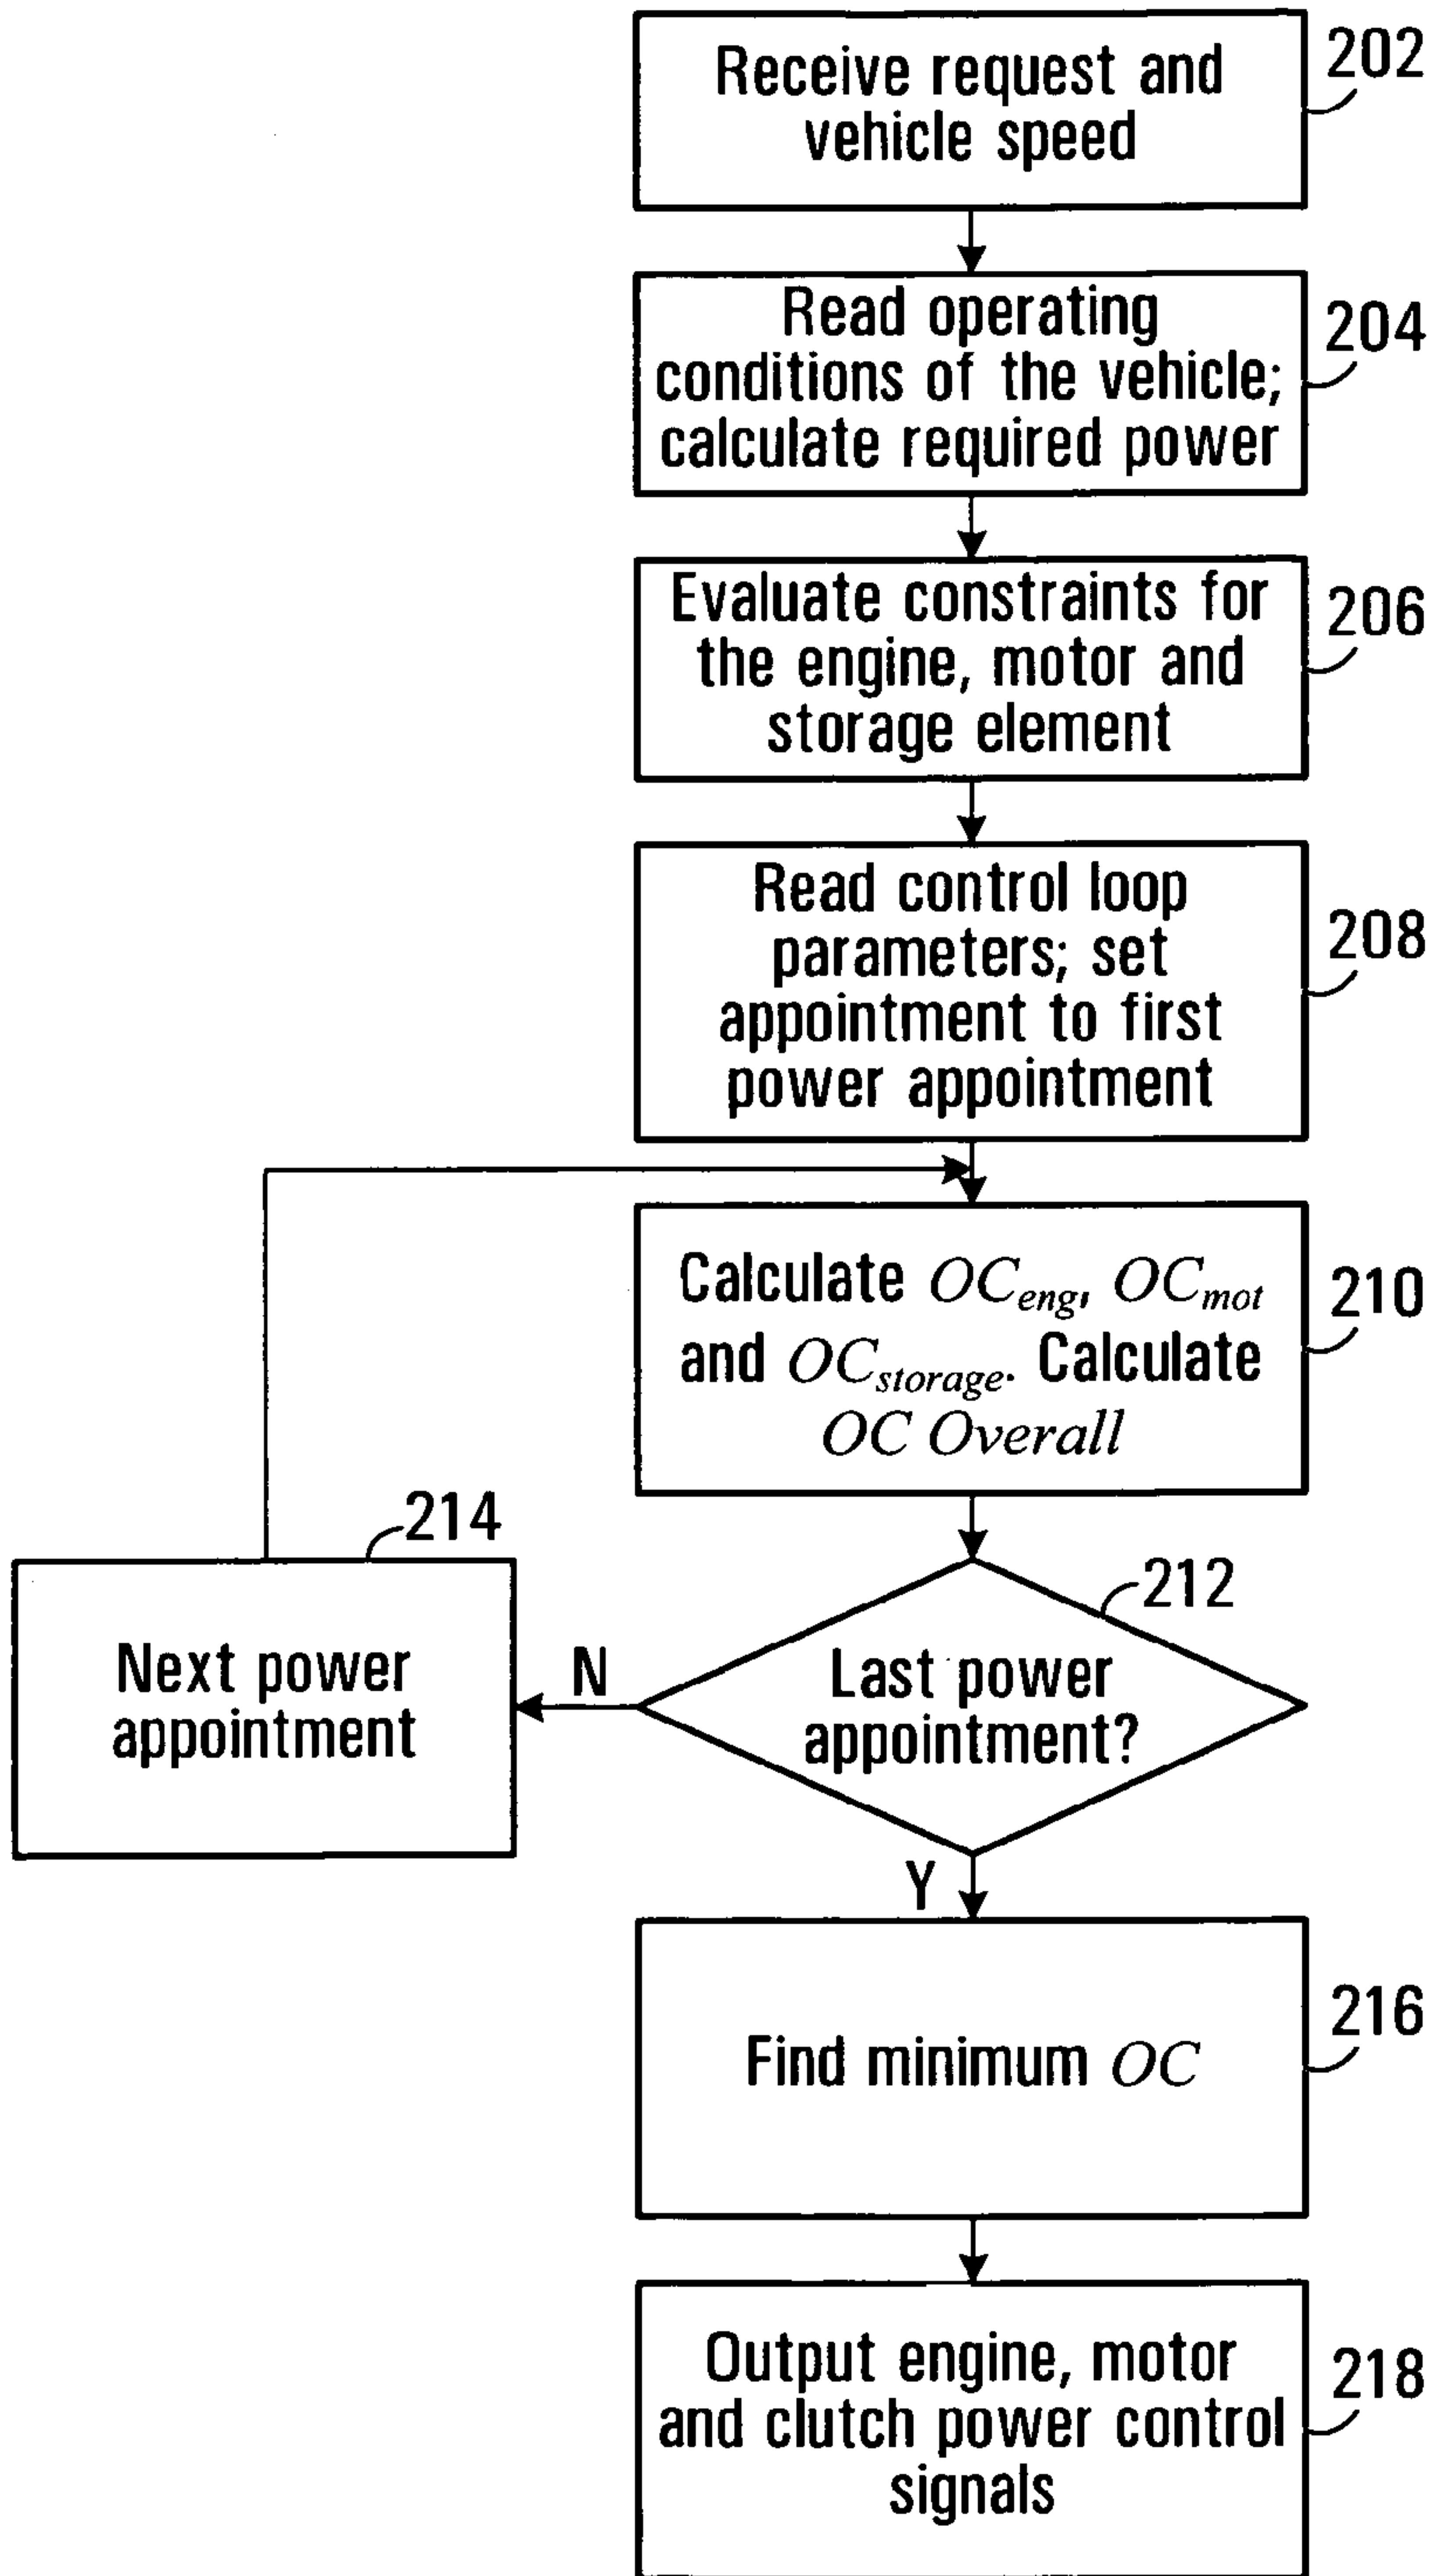 Receive request and
vehicle speed
202
Read operating
conditions of the vehicle;
calculate required power
204
Evaluate constraints for
the engine, motor and
storage element
206
Read control loop
parameters; set
appointment to first
power appointment
208
Calculate OCeng, OCmot
and OCstorage. Calculate
OC Overall
210
214
Next power
appointment
N
212
Last power
appointment?
Y
Find minimum OC
216
Output engine, motor
and clutch power control
signals
218